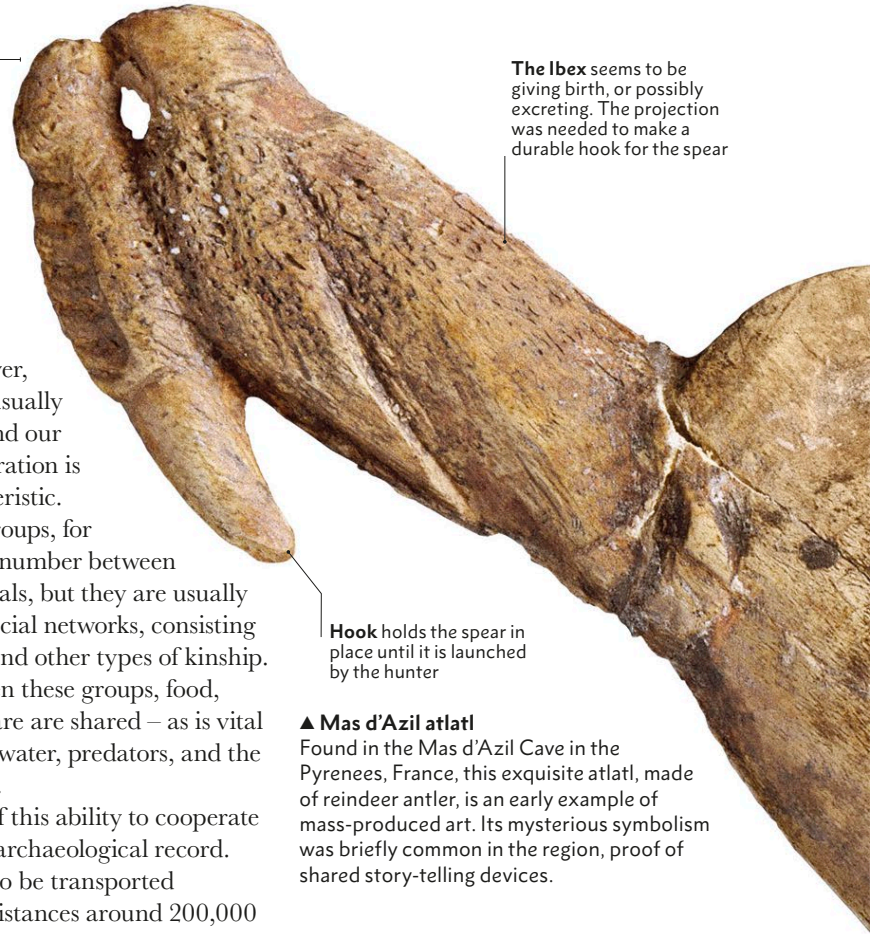 The Ibex seems to be
giving birth, or possibly
excreting. The projection
was needed to make a
durable hook for the spear
er,
sually
nd our
ration is
eristic.
roups, for
number between
als, but they are usually
cial networks, consisting
nd other types of kinship.
n these groups, food,
are are shared – as is vital
water, predators, and the
f this ability to cooperate
archaeological record.
o be transported
istances around 200,000
Hook holds the spear in
place until it is launched
by the hunter
▲ Mas d’Azil atlatl
Found in the Mas d’Azil Cave in the
Pyrenees, France, this exquisite atlatl, made
of reindeer antler, is an early example of
mass-produced art. Its mysterious symbolism
was briefly common in the region, proof of
shared story-telling devices.